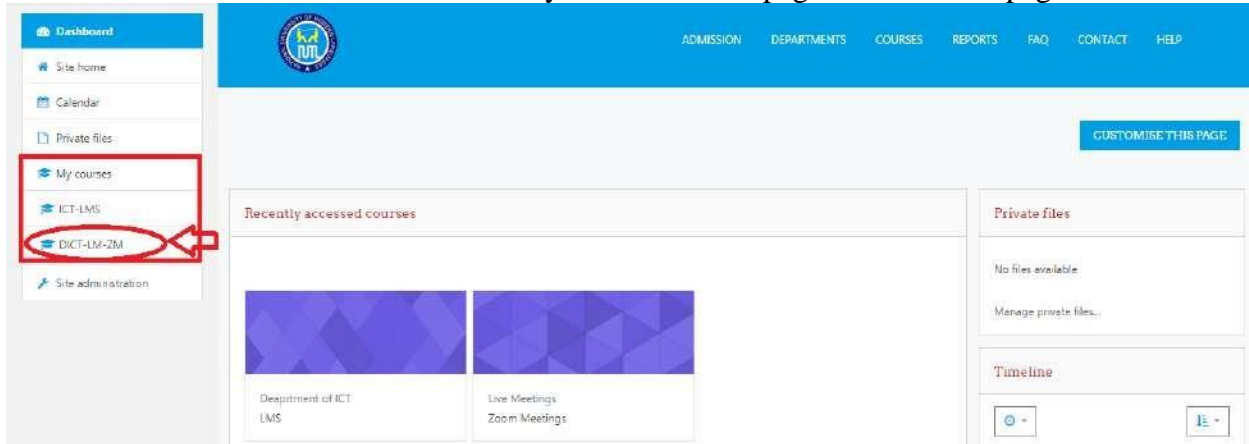 Dashboard
Site home
Calendar
Private files
My courses
ICT-LMS
DICT-LM-ZM
Site administration
NUML
ADMISSION DEPARTMENTS COURSES REPORTS FAQ CONTACT HELP
CUSTOMISE THIS PAGE
Recently accessed courses
Deaprtment of ICT
LMS
Live Meetings
Zoom Meetings
Private files
No files available
Manage private files...
Timeline